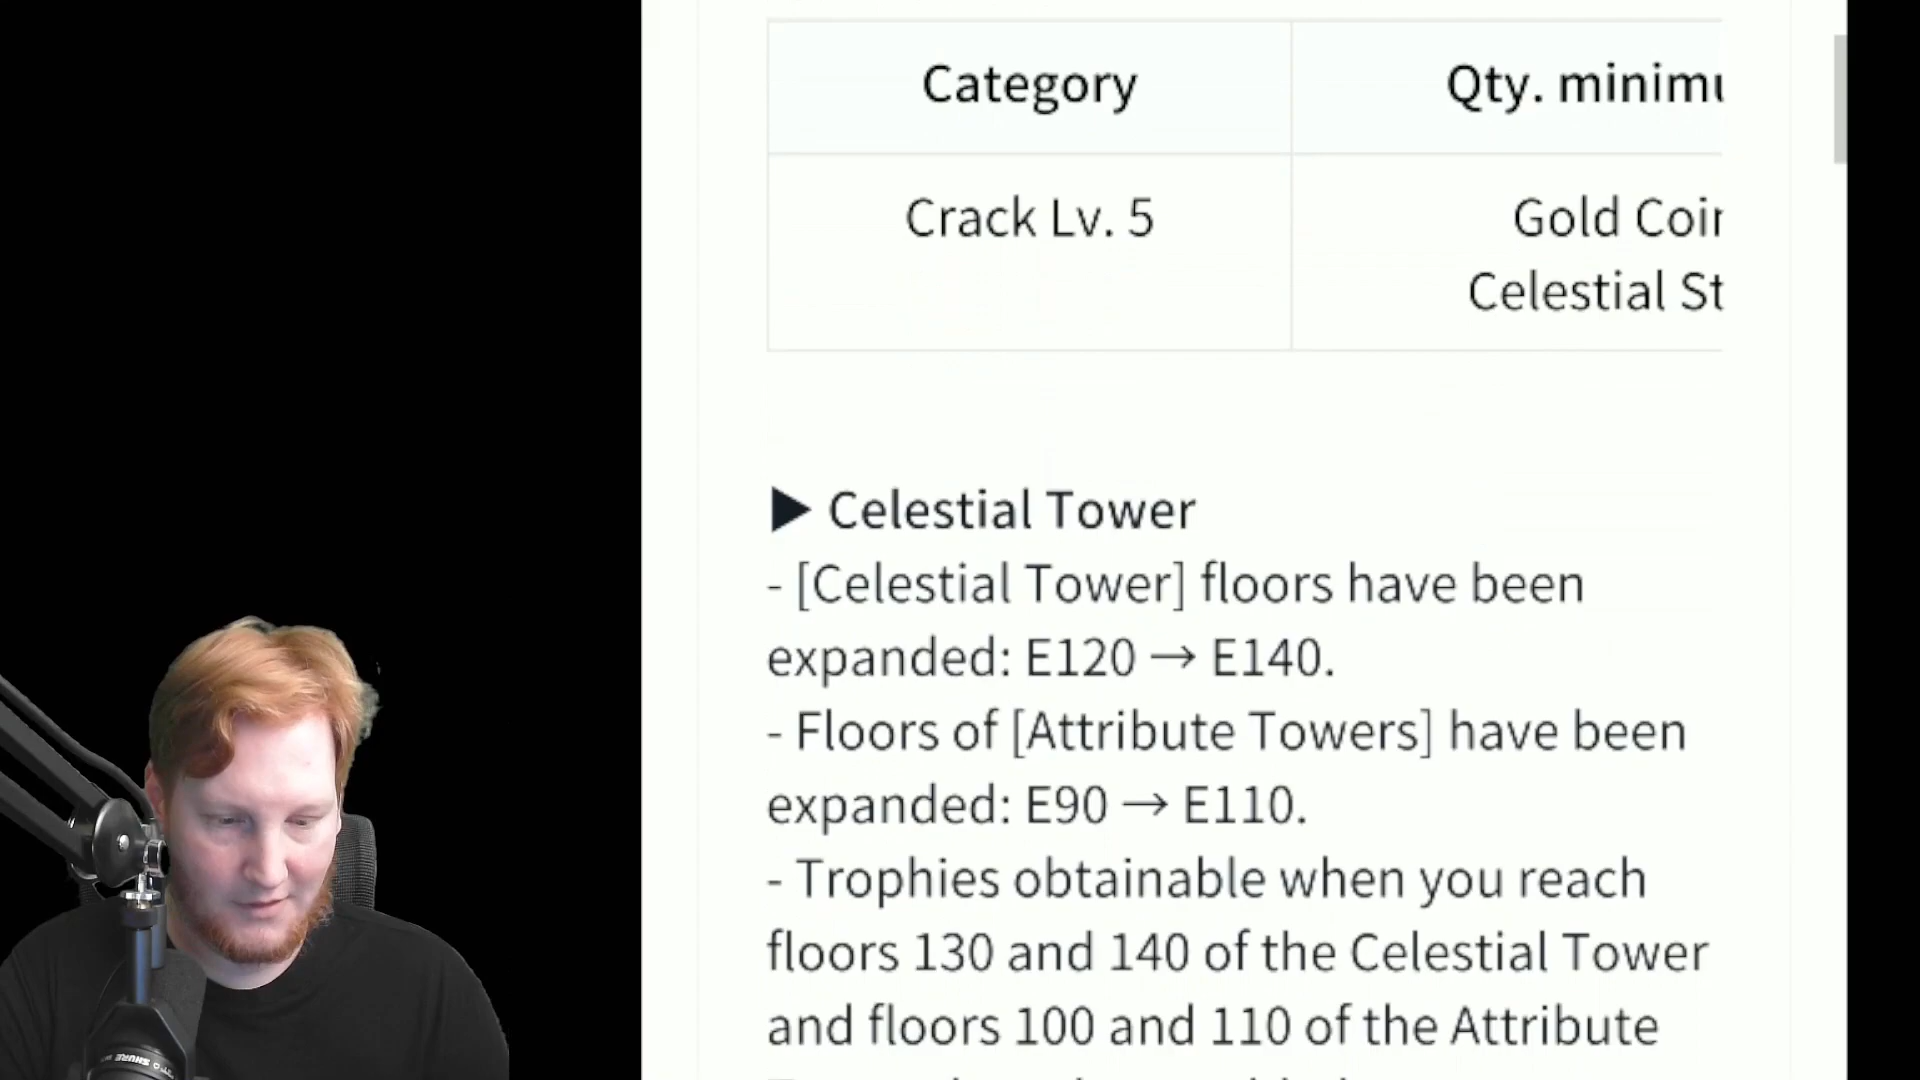 Category
Qty. minimu
Crack Lv. 5
Gold Coin
Celestial St
▶ Celestial Tower
- [Celestial Tower] floors have been
expanded: E120 → E140.
- Floors of [Attribute Towers] have been
expanded: E90 → E110.
- Trophies obtainable when you reach
floors 130 and 140 of the Celestial Tower
and floors 100 and 110 of the Attribute
SHURE